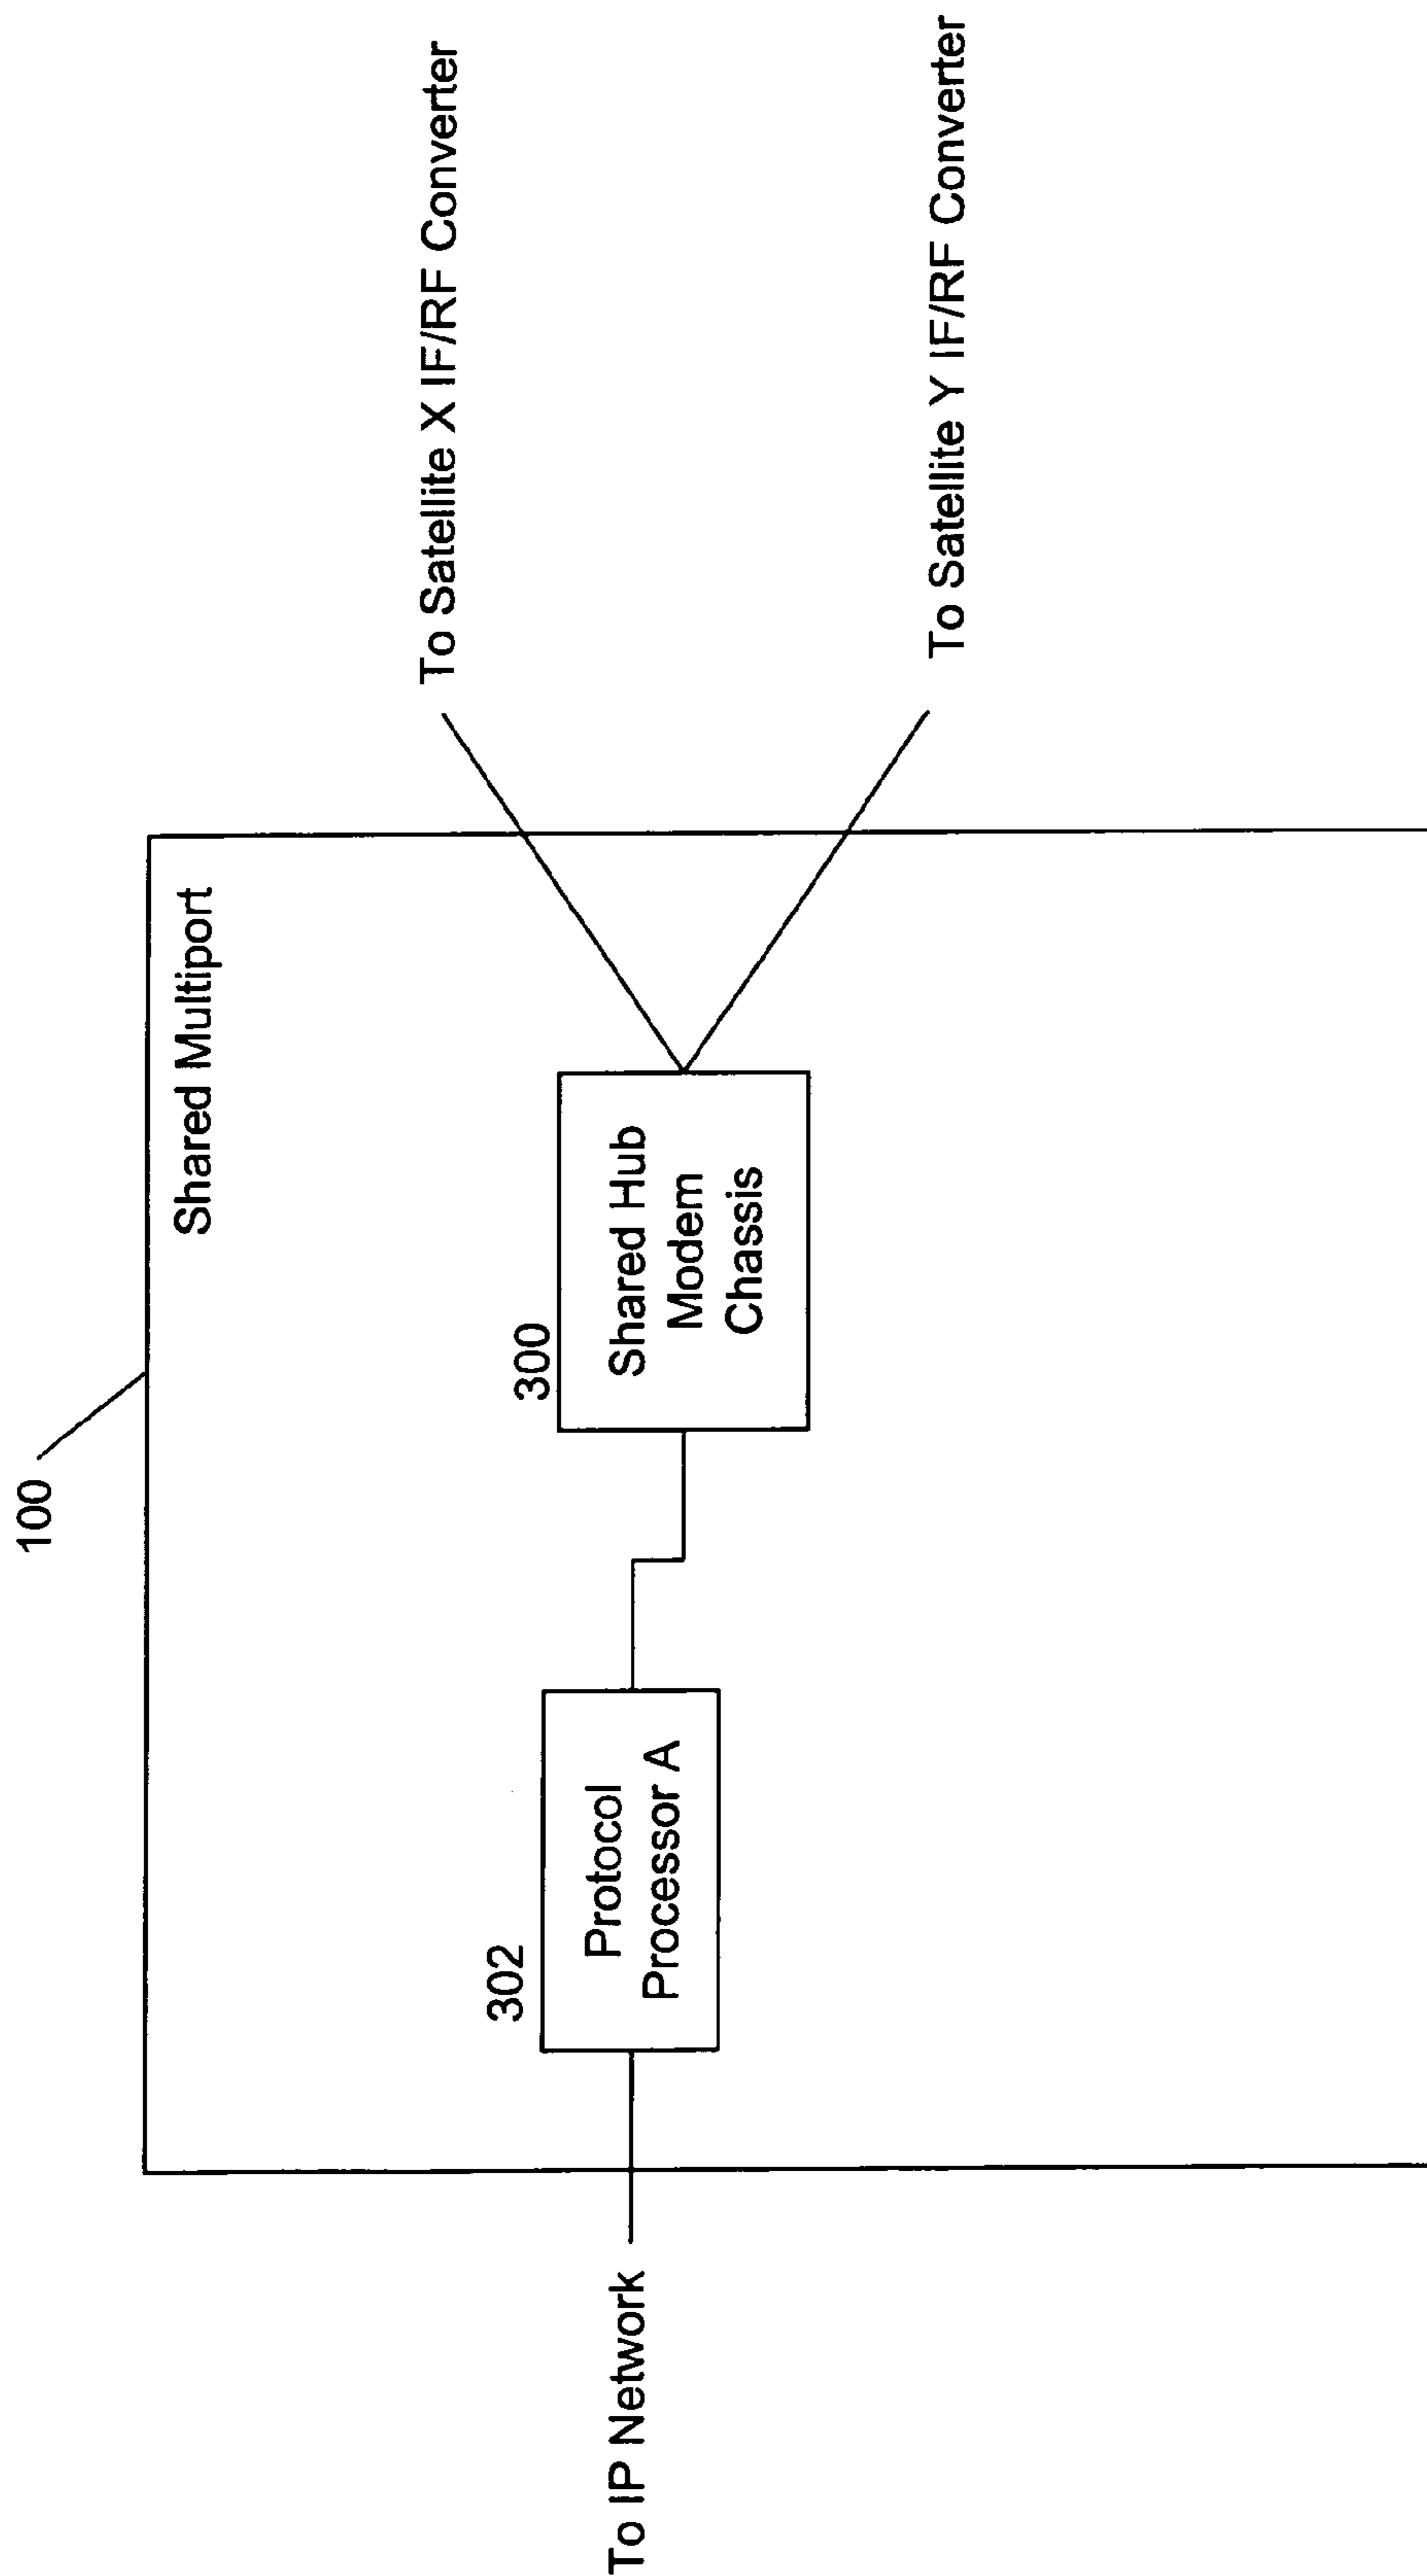 100
Shared Multiport
To Satellite X IF/RF Converter
300
Shared Hub
Modem
Chassis
302
Protocol
Processor A
To IP Network
To Satellite Y IF/RF Converter